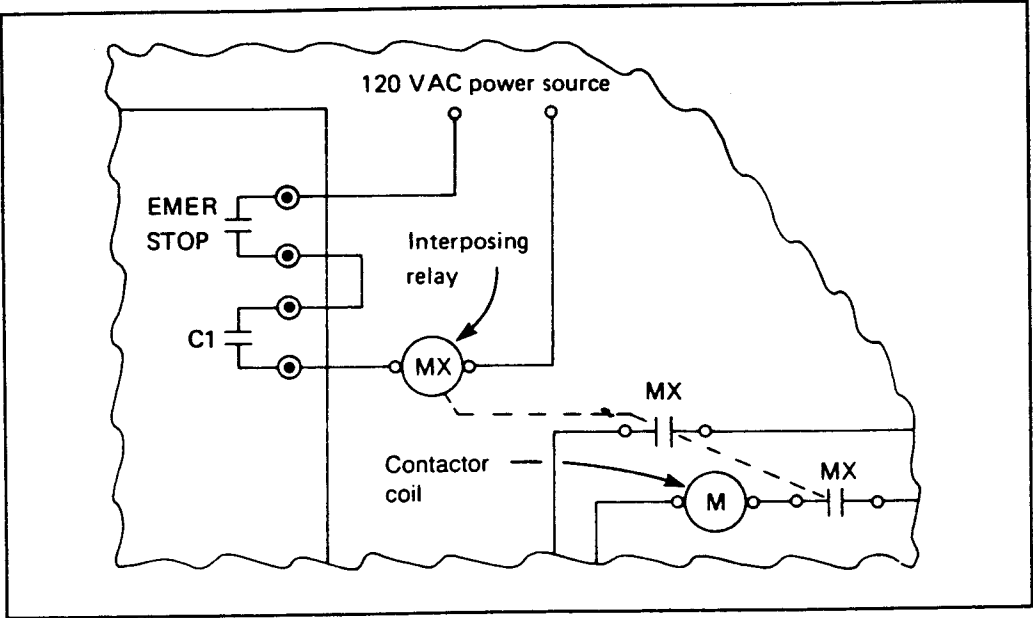 120 VAC power source
EMER
STOP
Interposing
relay
C1
MX
MX
Contactor
coil
MX
M